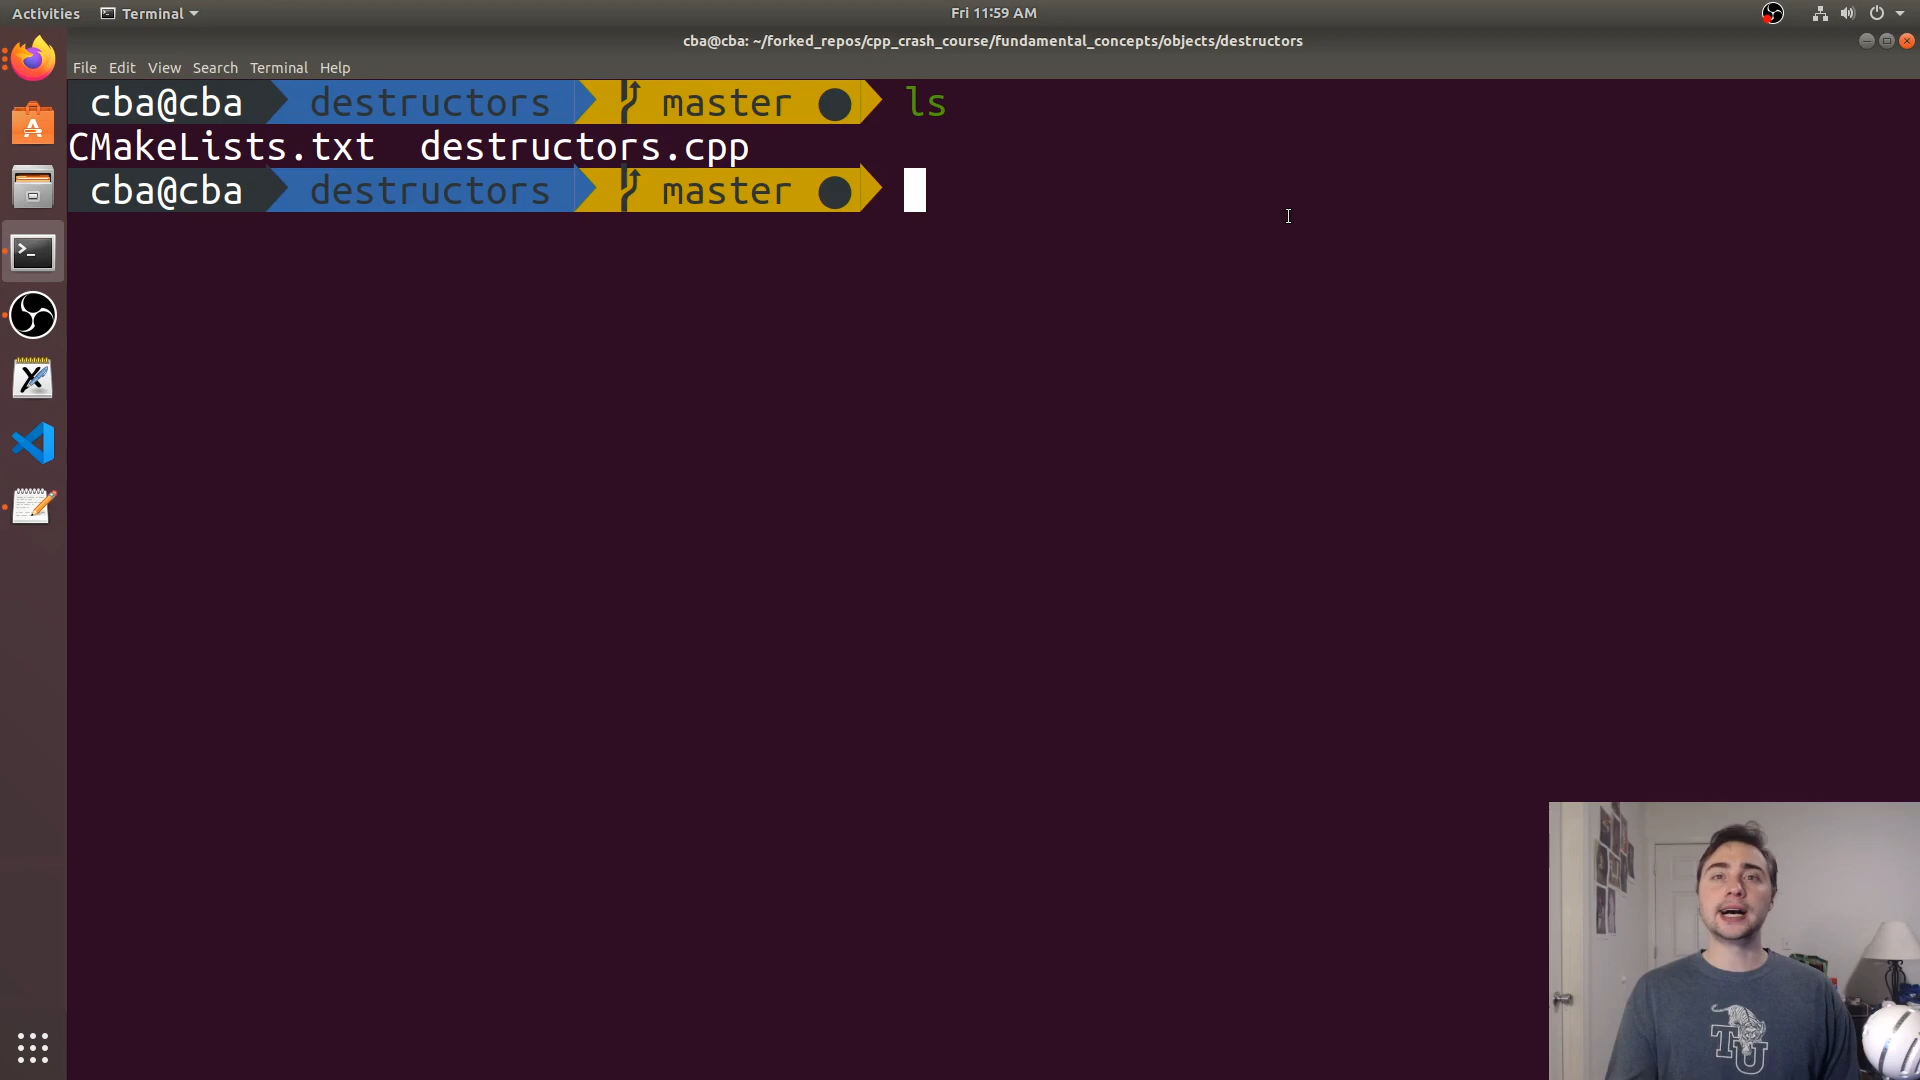 Activities Terminal Fri 11:59 AM
cba@cba: ~/forked_repos/cpp_crash_course/fundamental_concepts/objects/destructors
File Edit View Search Terminal Help
cba@cba destructors master ls
CMakeLists.txt destructors.cpp
cba@cba destructors master
TU